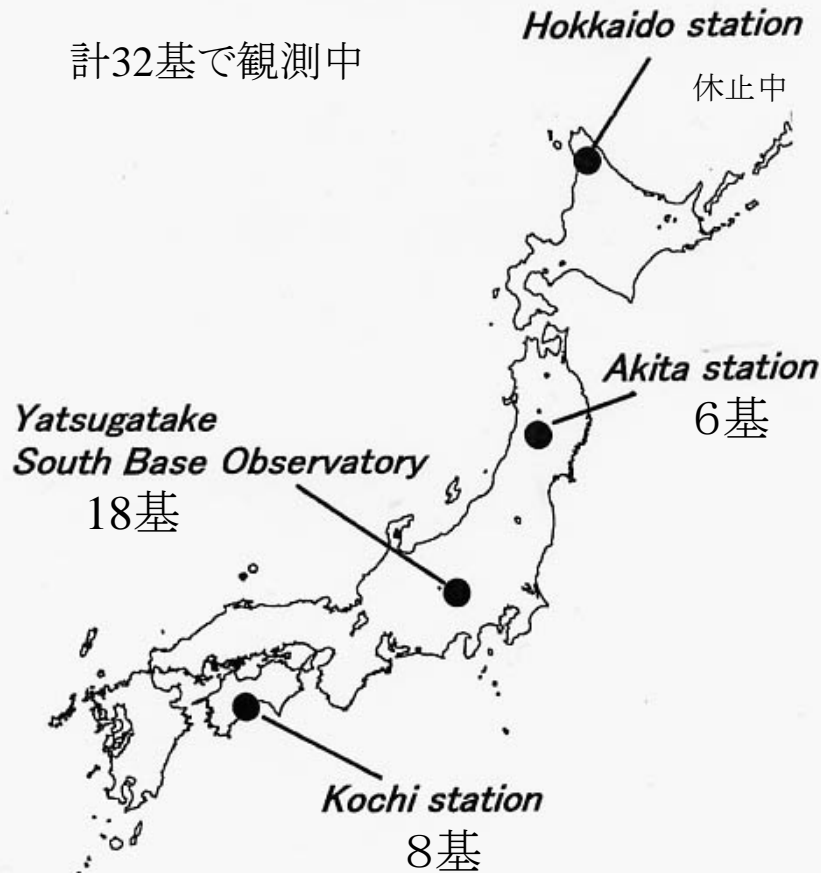 Hokkaido station
計32基で観測中
休止中
Akita station
6基
Yatsugatake
South Base Observatory
18基
Kochi station
８基